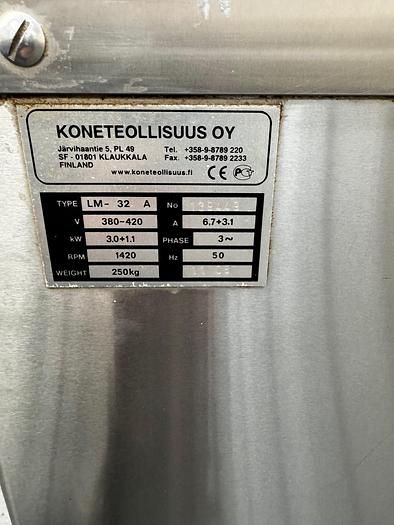 KONETEOLLISUUS OY
Järvihaantie 5, PL 49 Tel. +358-9-8789 220
SF - 01801 KLAUKKALA Fax. +358-9-8789 2233
FINLAND
www.koneteollisuus.fi CE
TYPE LM- 32 A No
V 380-420 A 6.7+3.1
kW 3.0+1.1 PHASE 3~
RPM 1420 Hz 50
WEIGHT 250kg